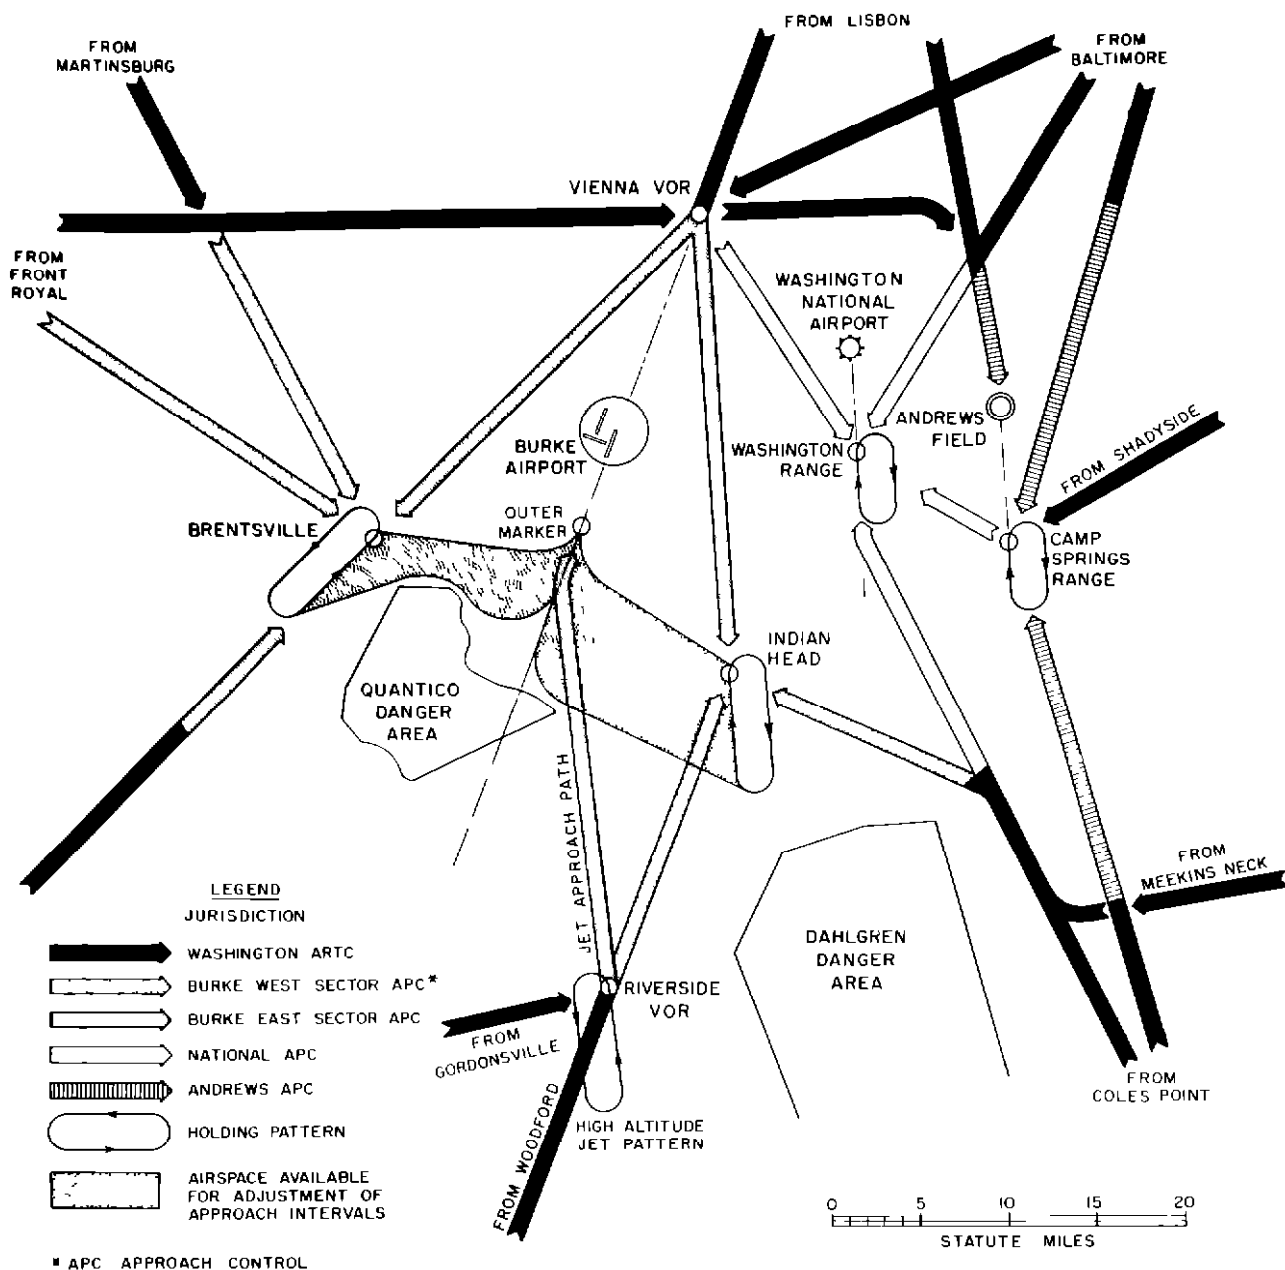 FROM LISBON
FROM
MARTINSBURG
FROM
BALTIMORE
VIENNA VOR
FROM
FRONT
ROYAL
WASHINGTON
NATIONAL
AIRPORT
BURKE
AIRPORT
WASHINGTON
RANGE
ANDREWS
FIELD
FROM SHADYSIDE
BRENTSVILLE
OUTER
MARKER
CAMP
SPRINGS
RANGE
INDIAN
HEAD
QUANTICO
DANGER
AREA
JET APPROACH PATH
FROM
MEEKINS NECK
DAHLGREN
DANGER
AREA
RIVERSIDE
VOR
FROM
GORDONSVILLE
FROM WOODFORD
HIGH ALTITUDE
JET PATTERN
FROM
COLES POINT
LEGEND
JURISDICTION
WASHINGTON ARTC
BURKE WEST SECTOR APC*
BURKE EAST SECTOR APC
NATIONAL APC
ANDREWS APC
HOLDING PATTERN
AIRSPACE AVAILABLE
FOR ADJUSTMENT OF
APPROACH INTERVALS
* APC APPROACH CONTROL
0 5 10 15 20
STATUTE MILES